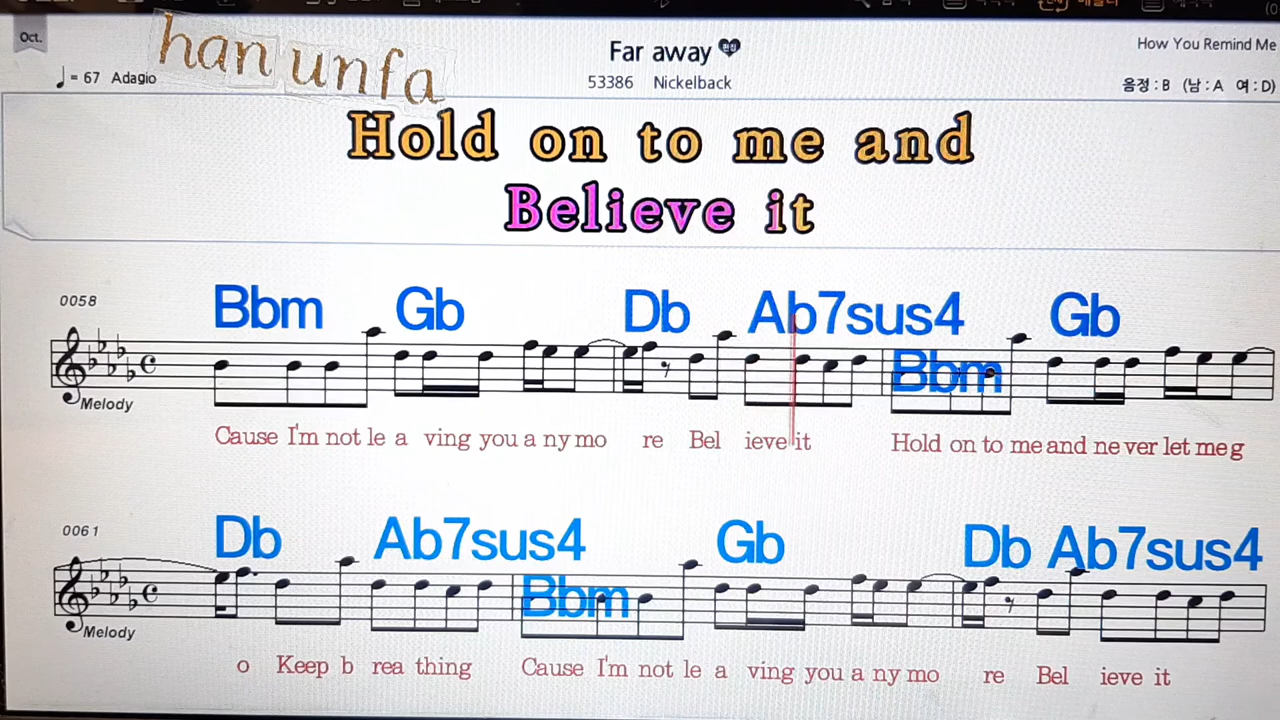 Oct.
han unfa
Far away 편집
How You Remind Me
♩= 67 Adagio
53386 Nickelback
음정 : B (남 : A 여 : D)
Hold on to me and
Believe it
0058
Bbm Gb Db Ab7sus4 Gb
Bbm
Melody
Cause I'm not le a ving you a ny mo re Bel ieve it Hold on to me and ne ver let me g
0061
Db Ab7sus4 Gb Db Ab7sus4
Bbm
Melody
o Keep b rea thing Cause I'm not le a ving you a ny mo re Bel ieve it